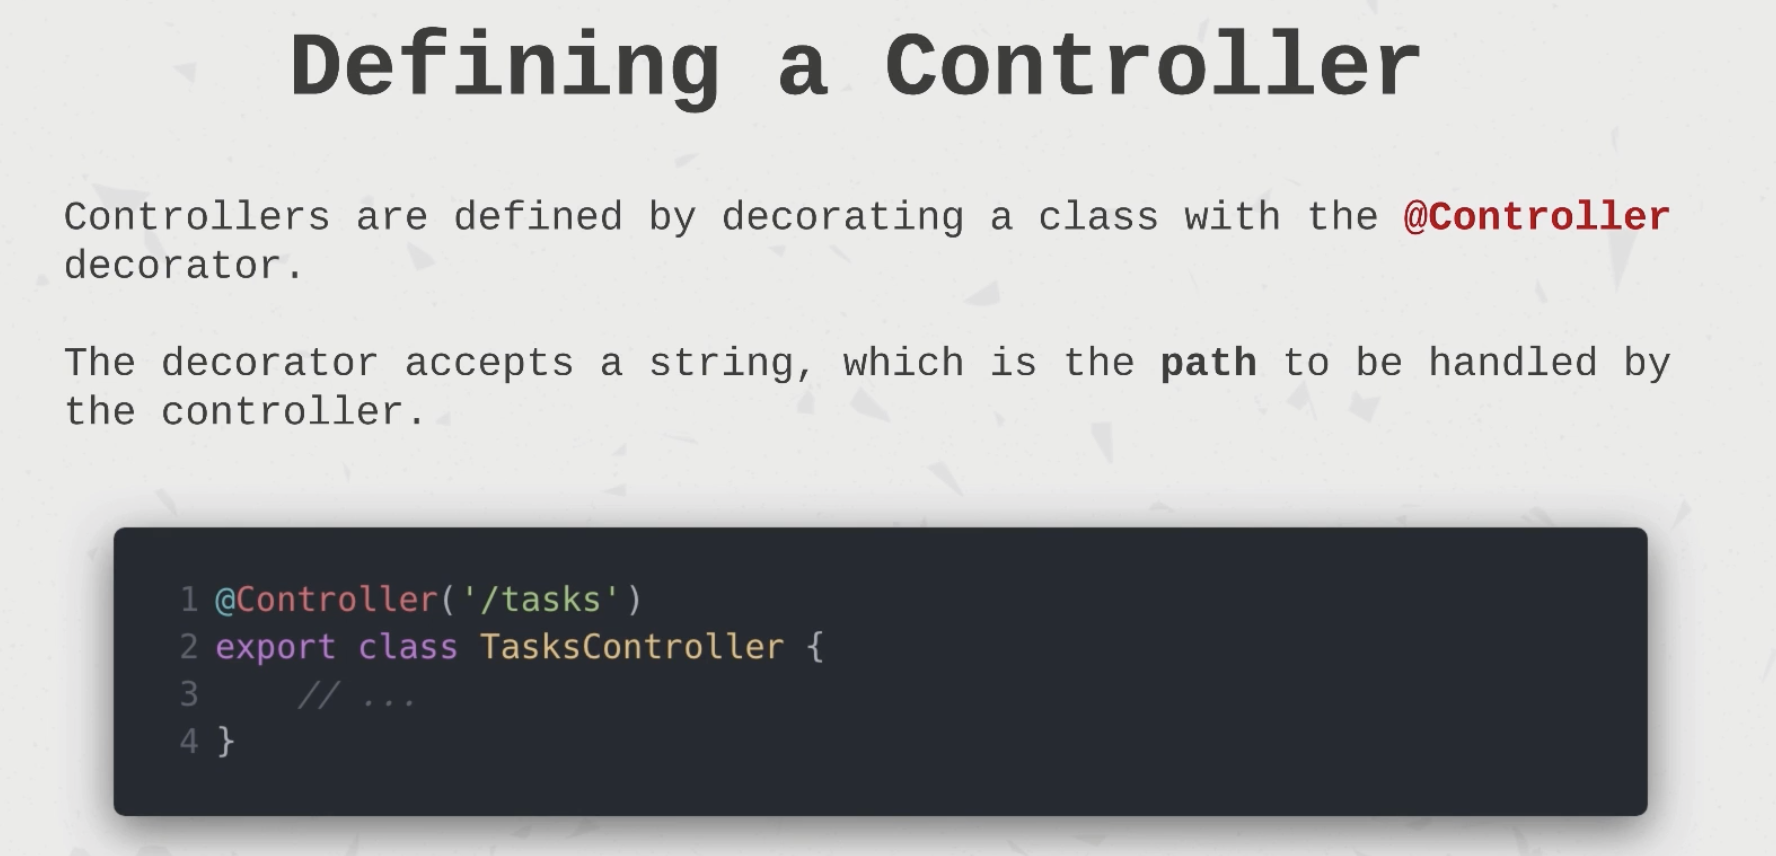 Defining a Controller
Controllers are defined by decorating a class with the @Controller
decorator.
The decorator accepts a string, which is the path to be handled by
the controller.
1 @Controller('/tasks')
2 export class TasksController {
3     // ...
4 }